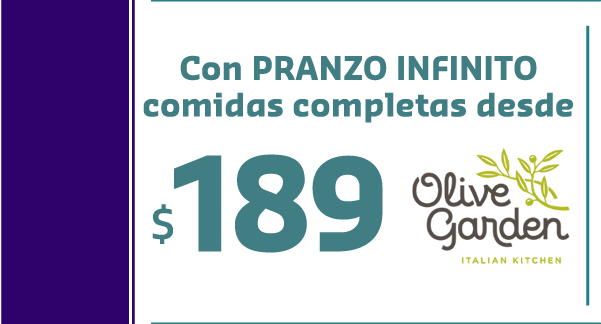 Con PRANZO INFINITO
comidas completas desde
$189
Olive
Garden
ITALIAN KITCHEN